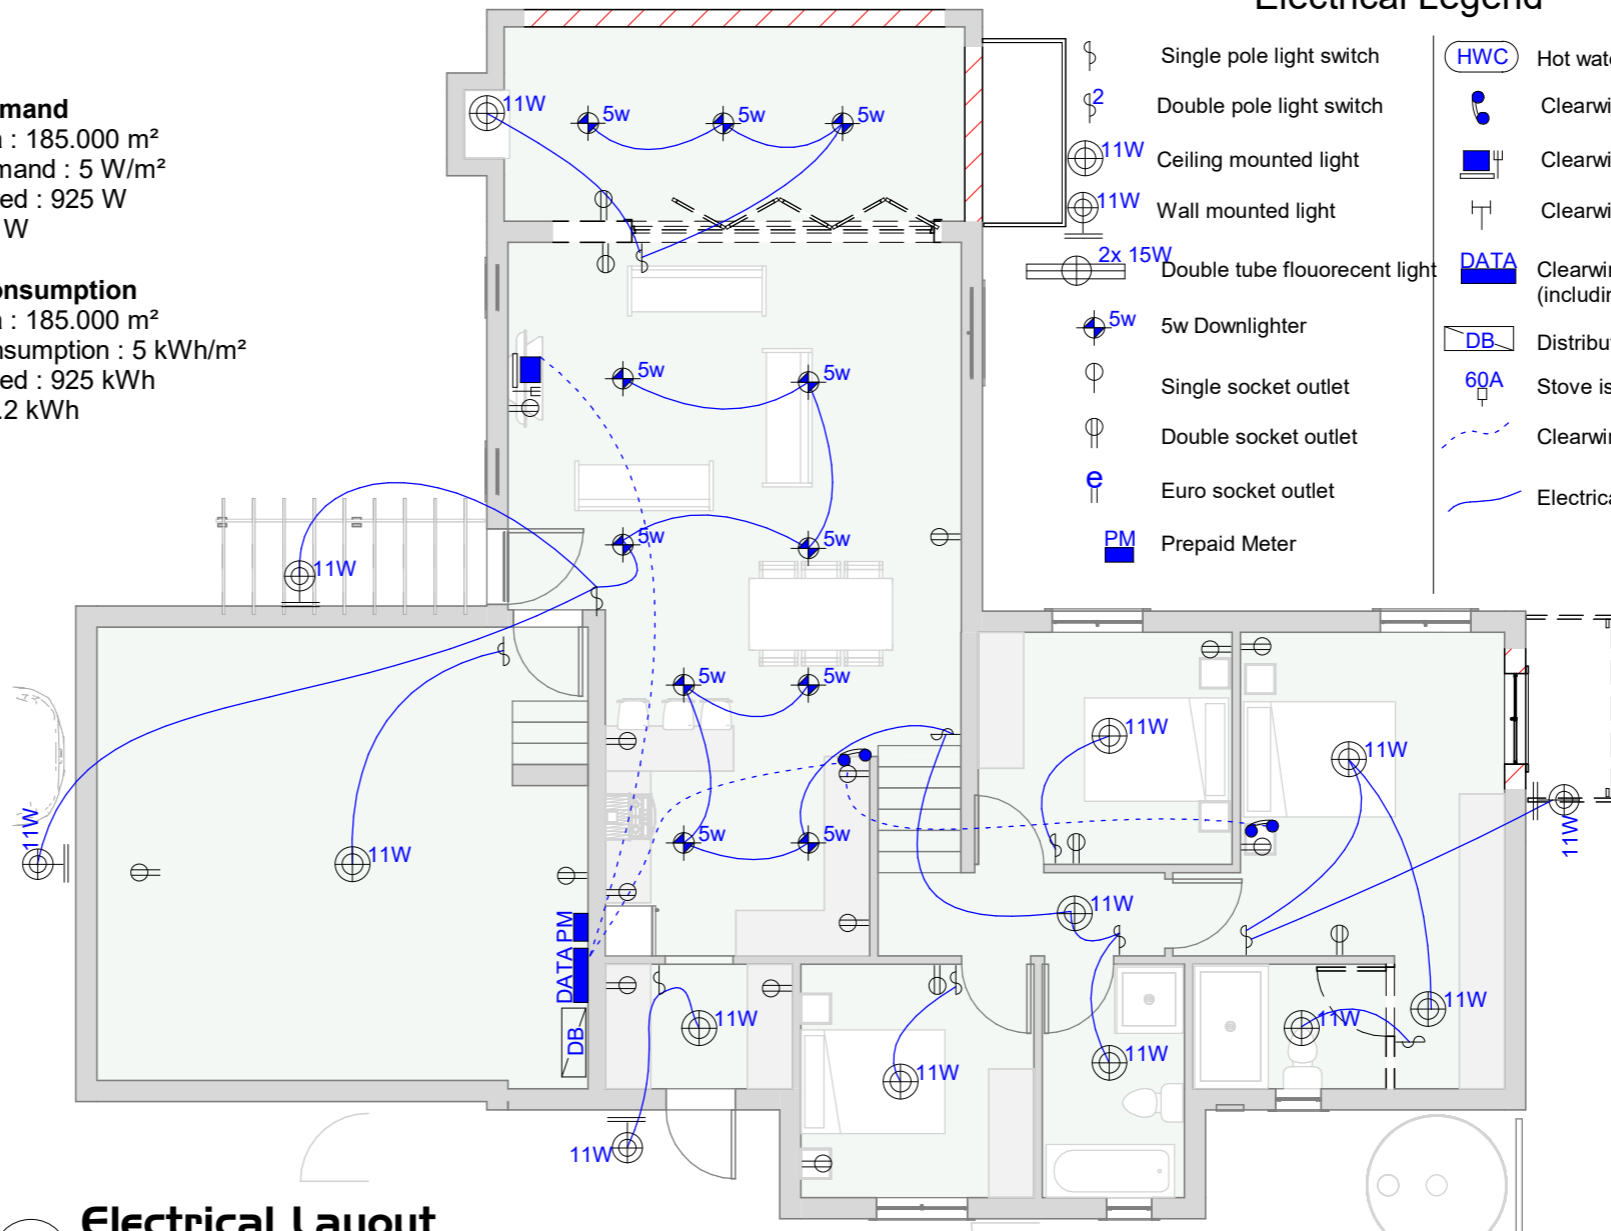 Electrical Legend
mand
: 185.000 m²
mand : 5 W/m²
ed : 925 W
W
onsumption
: 185.000 m²
nsumption : 5 kWh/m²
ed : 925 kWh
.2 kWh
Single pole light switch
2
Double pole light switch
11W
Ceiling mounted light
11W
Wall mounted light
2x 15W
Double tube flouorecent light
5w
5w Downlighter
Single socket outlet
Double socket outlet
e
Euro socket outlet
PM
Prepaid Meter
HWC
Hot wat
Clearwi
Clearwi
Clearwi
DATA
Clearwin
(includin
DB
Distribu
60A
Stove is
Clearwin
Electrica
11W
5w
5w
5w
5w
5w
5w
5w
11W
5w
5w
11W
11W
11W
11W
5w
5w
11W
11W
PM
DATA
DB
11W
11W
11W
11W
11W
11W
Electrical Layout